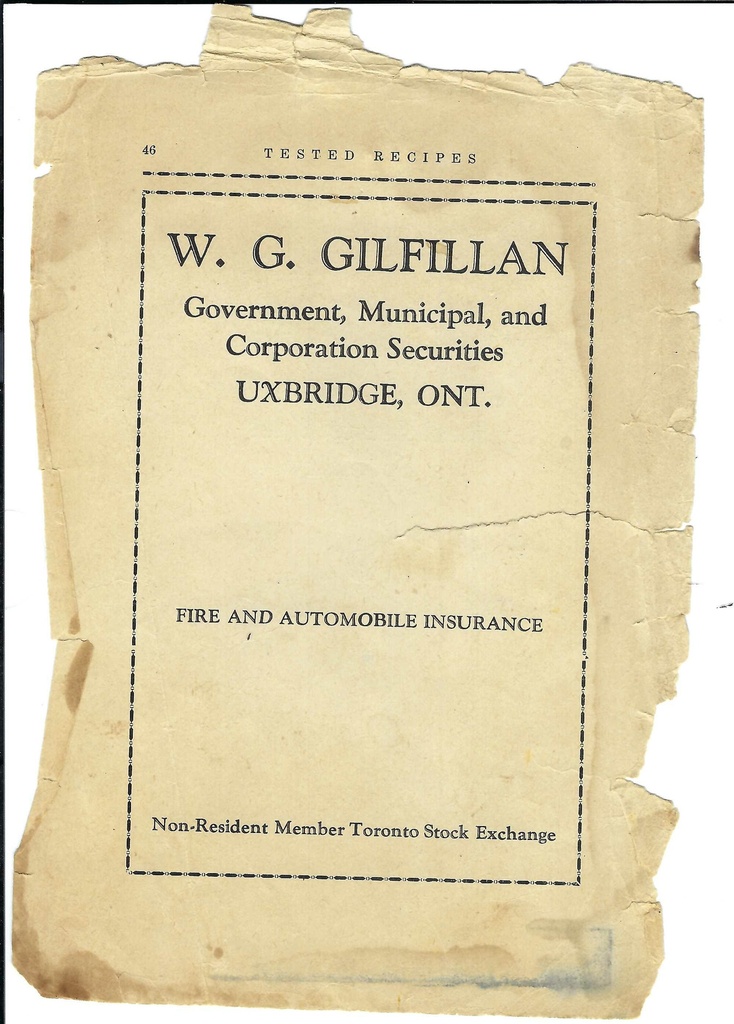 46 TESTED RECIPES
W. G. GILFILLAN
Government, Municipal, and
Corporation Securities
UXBRIDGE, ONT.
FIRE AND AUTOMOBILE INSURANCE
Non-Resident Member Toronto Stock Exchange